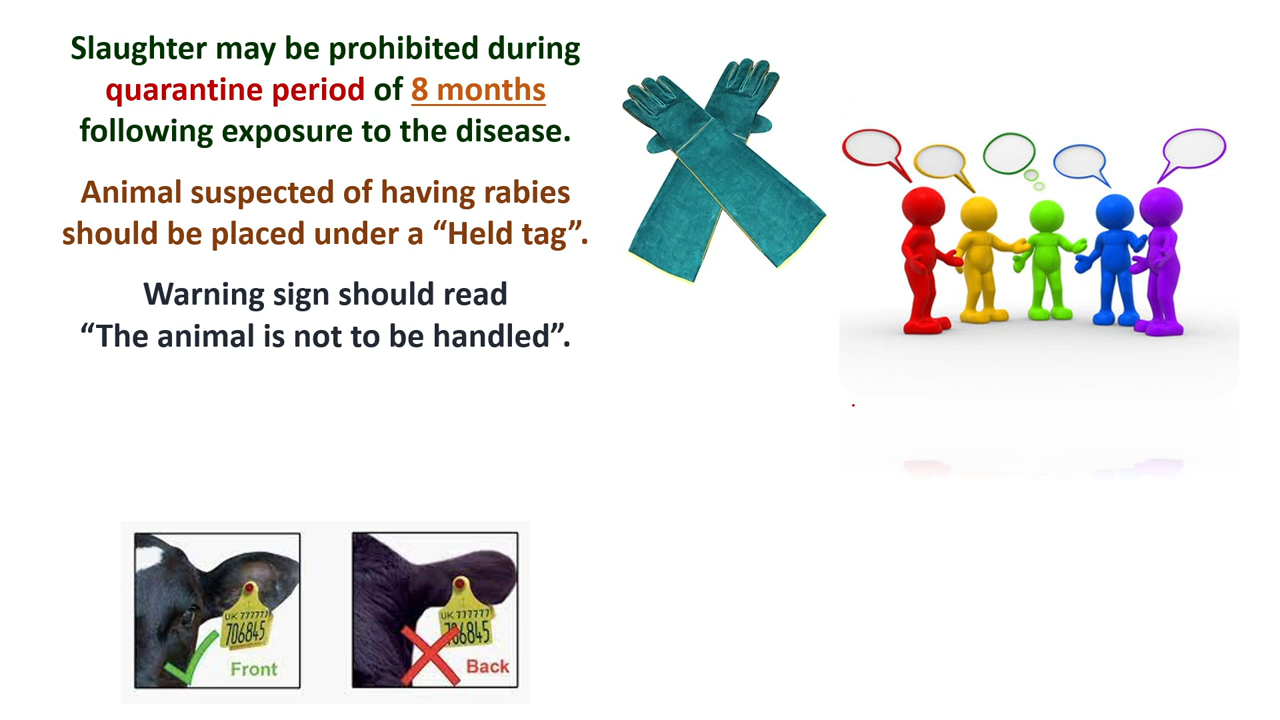 Slaughter may be prohibited during
quarantine period of 8 months
following exposure to the disease.
Animal suspected of having rabies
should be placed under a “Held tag”.
Warning sign should read
“The animal is not to be handled”.
UK 777777
706845
Front
UK 777777
706845
Back